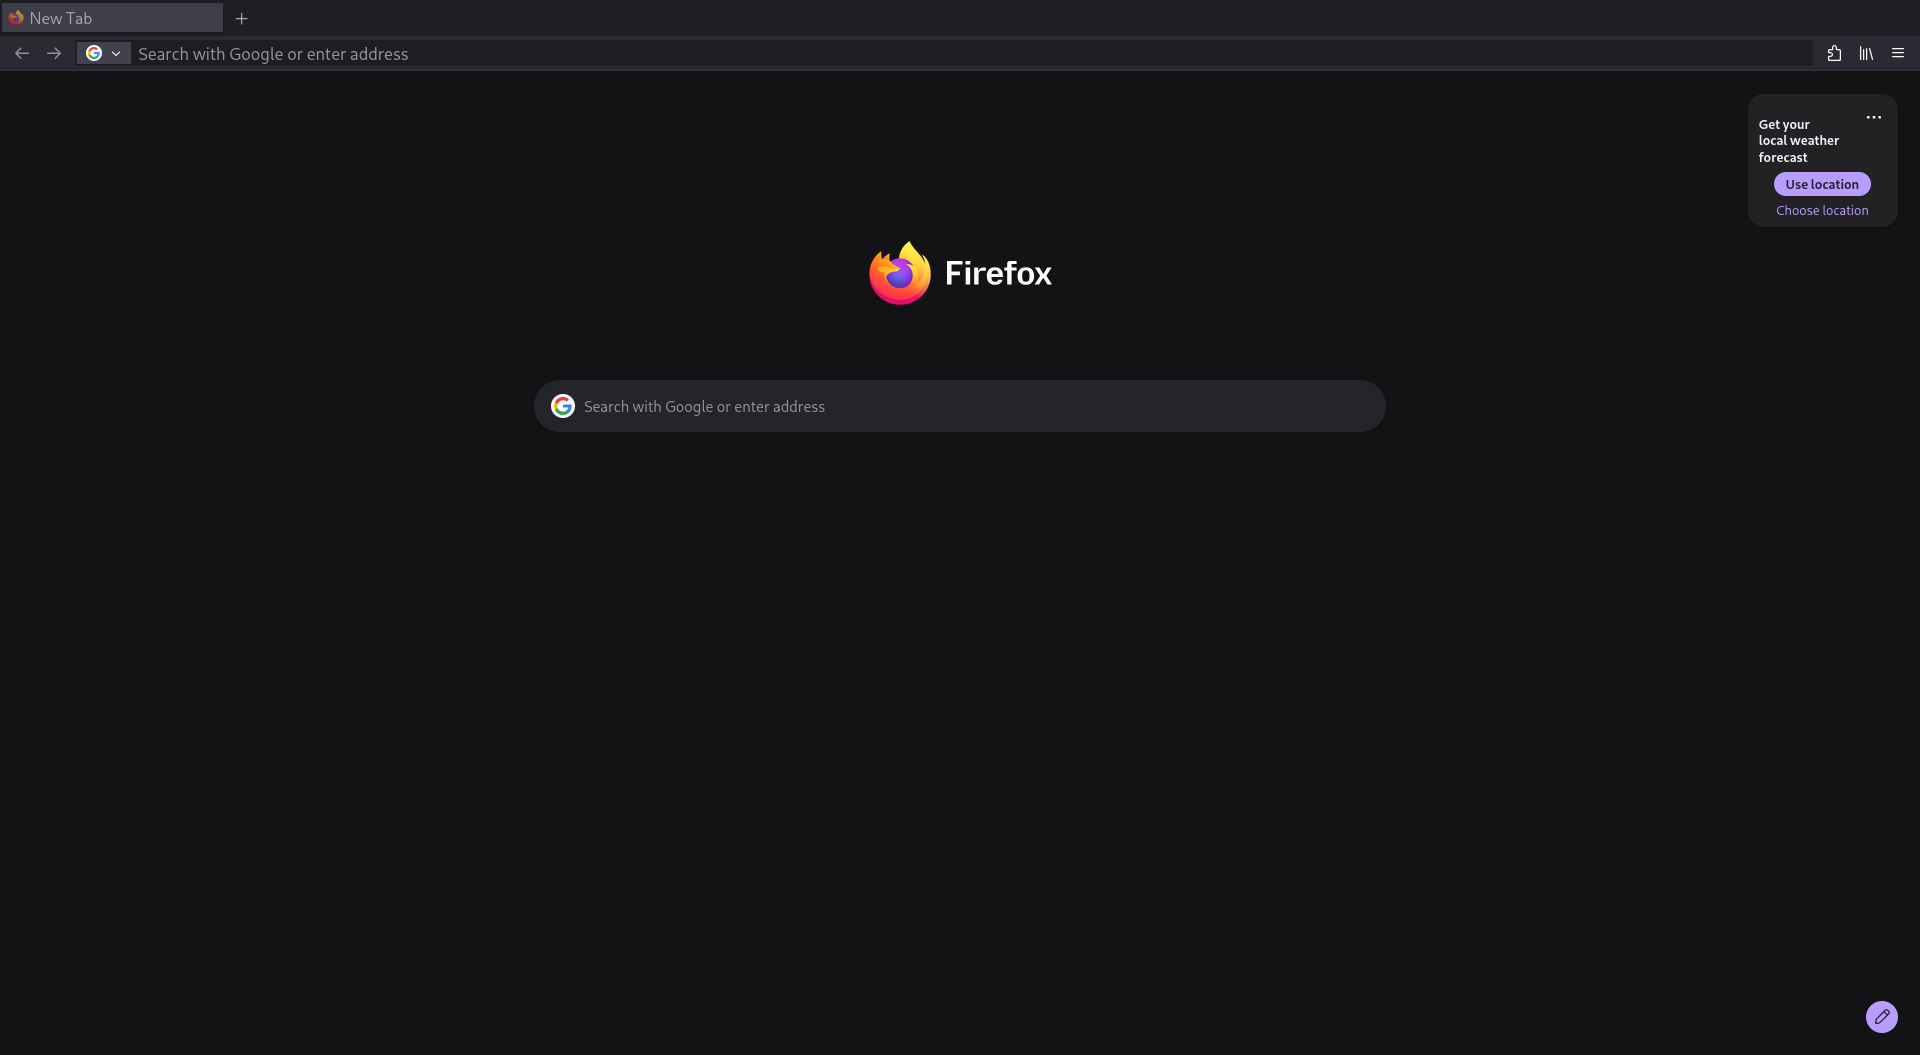 New Tab
Search with Google or enter address
Get your
local weather
forecast
Use location
Choose location
Firefox
Search with Google or enter address